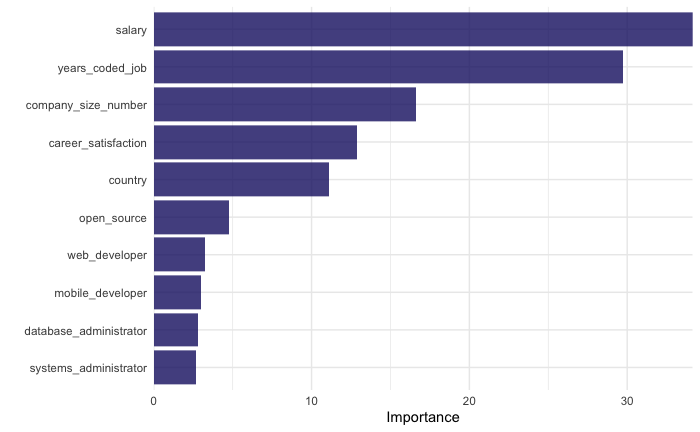 salary
years_coded_job
company_size_number
career_satisfaction
country
open_source
web_developer
mobile_developer
database_administrator
systems_administrator
0 10 20 30
Importance